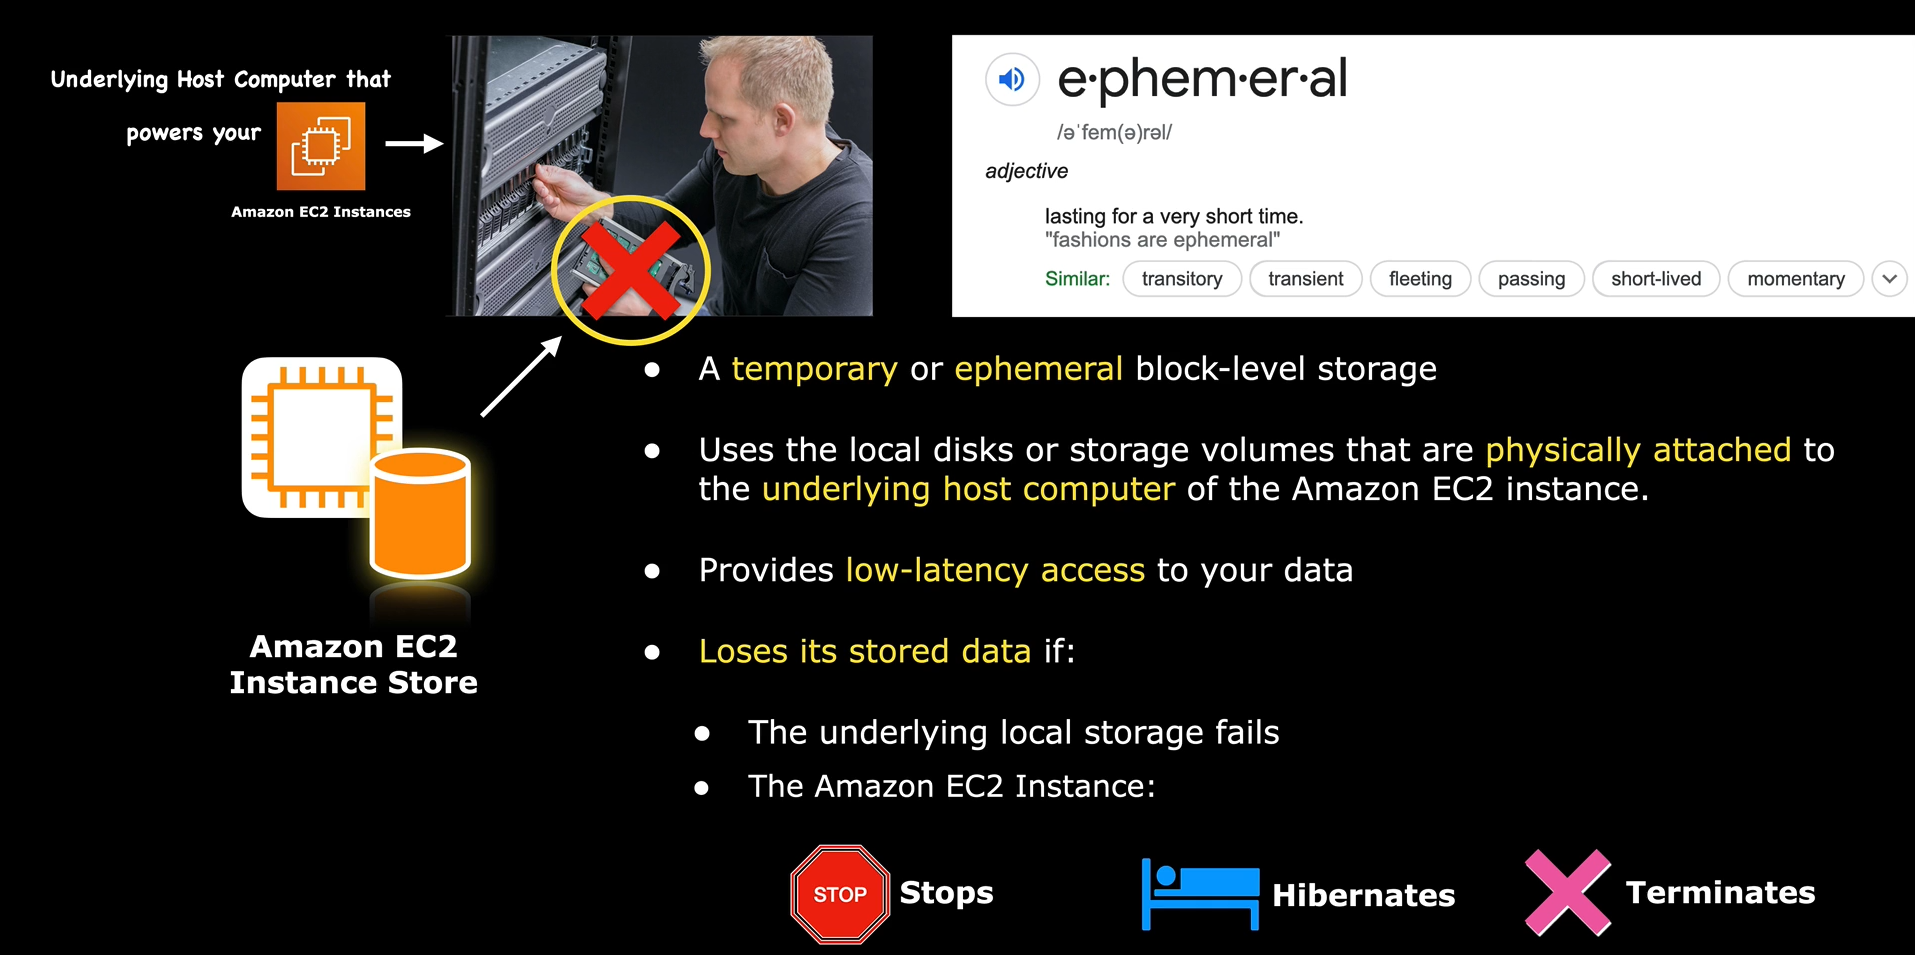 Underlying Host Computer that
powers your
Amazon EC2 Instances
e·phem·er·al
/əˈfem(ə)rəl/
adjective
lasting for a very short time.
"fashions are ephemeral"
Similar: transitory transient fleeting passing short-lived momentary
Amazon EC2
Instance Store
● A temporary or ephemeral block-level storage
● Uses the local disks or storage volumes that are physically attached to
the underlying host computer of the Amazon EC2 instance.
● Provides low-latency access to your data
● Loses its stored data if:
● The underlying local storage fails
● The Amazon EC2 Instance:
STOP Stops
Hibernates
Terminates